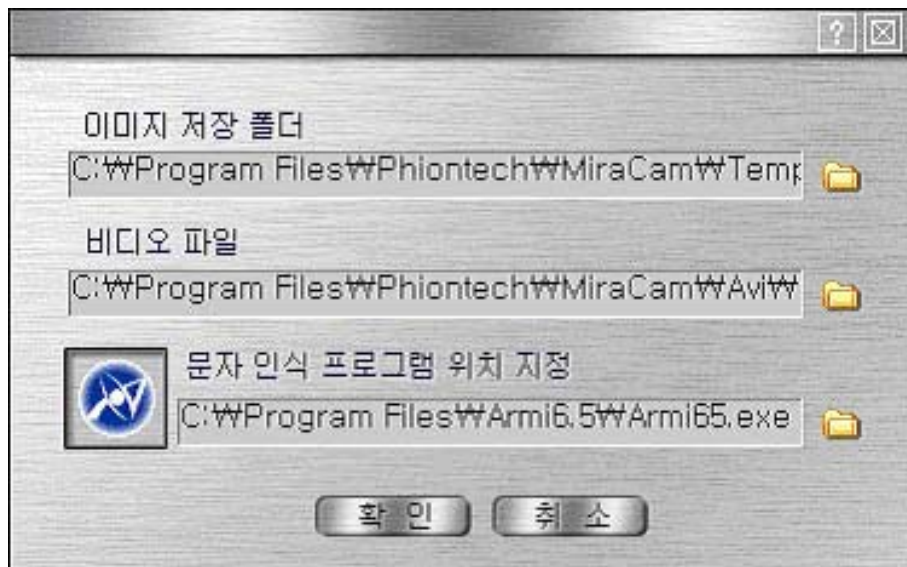 이미지 저장 폴더
C:₩Program Files₩Phiontech₩MiraCam₩Temp
비디오 파일
C:₩Program Files₩Phiontech₩MiraCam₩Avi₩
문자 인식 프로그램 위치 지정
C:₩Program Files₩Armi6.5₩Armi65.exe
확 인 취 소